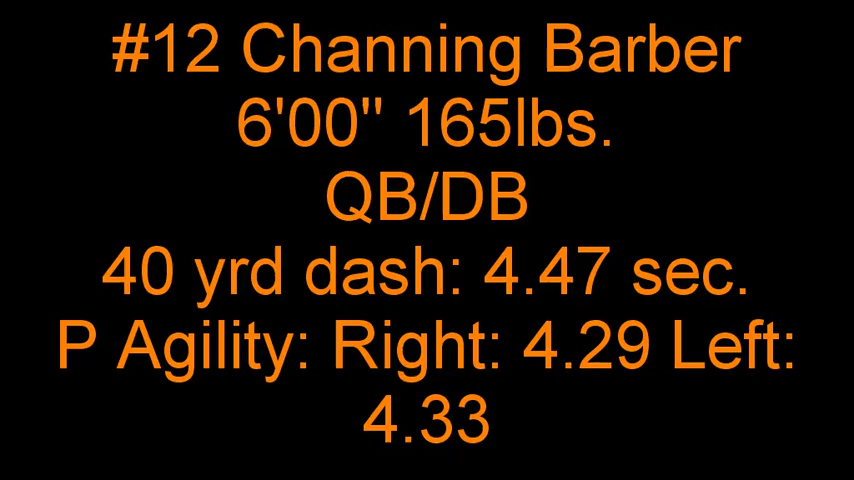 #12 Channing Barber
6'00" 165lbs.
QB/DB
40 yrd dash: 4.47 sec.
P Agility: Right: 4.29 Left:
4.33